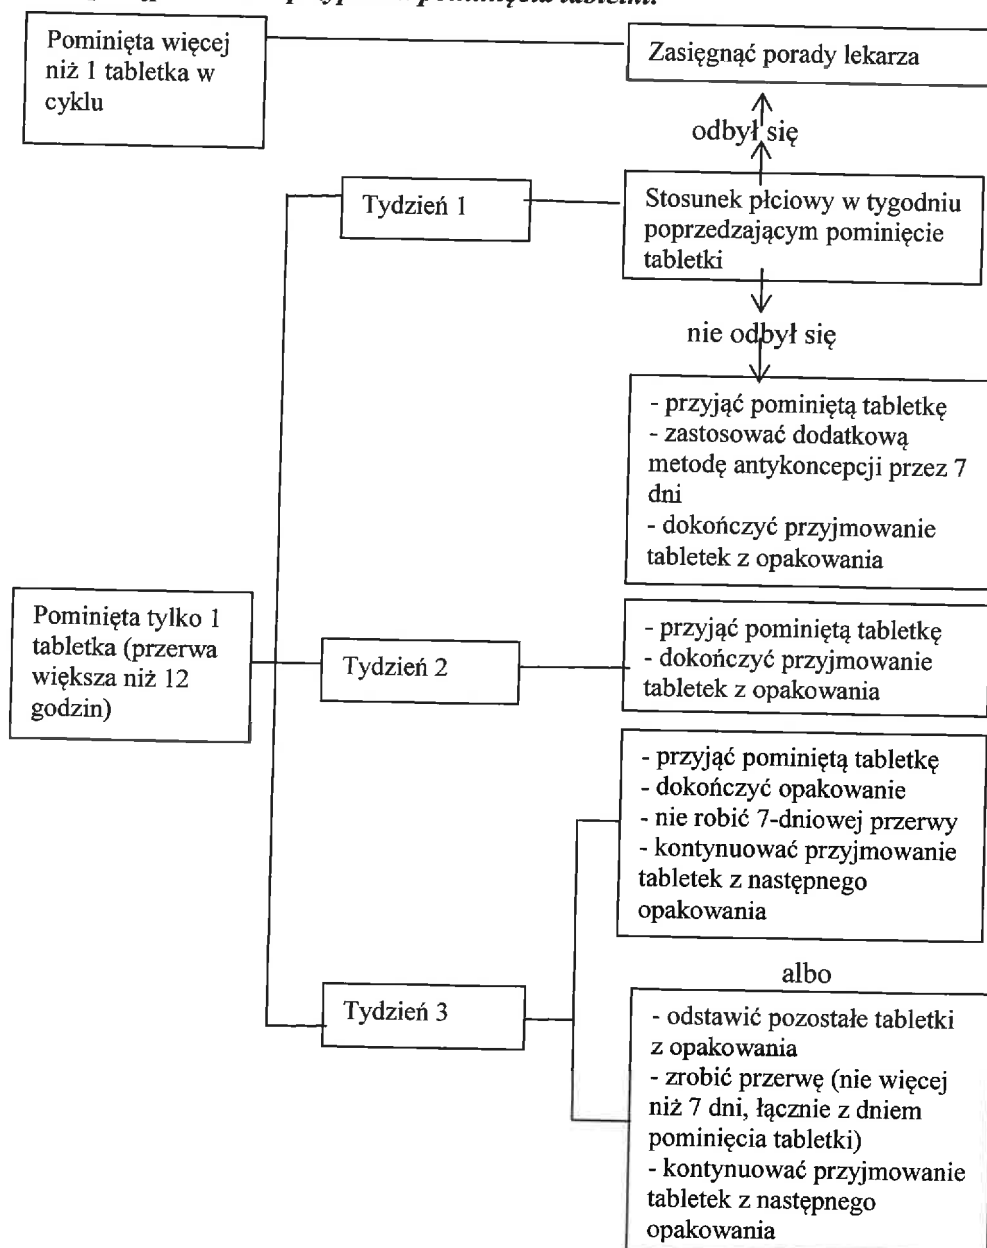 przypadku pominięcia tabletki.
Pominięta więcej
niż 1 tabletka w
cyklu
Zasięgnąć porady lekarza
odbył się
Tydzień 1
Stosunek płciowy w tygodniu
poprzedzającym pominięcie
tabletki
nie odbył się
- przyjąć pominiętą tabletkę
- zastosować dodatkową
metodę antykoncepcji przez 7
dni
- dokończyć przyjmowanie
tabletek z opakowania
Pominięta tylko 1
tabletka (przerwa
większa niż 12
godzin)
Tydzień 2
- przyjąć pominiętą tabletkę
- dokończyć przyjmowanie
tabletek z opakowania
- przyjąć pominiętą tabletkę
- dokończyć opakowanie
- nie robić 7-dniowej przerwy
- kontynuować przyjmowanie
tabletek z następnego
opakowania
albo
Tydzień 3
- odstawić pozostałe tabletki
z opakowania
- zrobić przerwę (nie więcej
niż 7 dni, łącznie z dniem
pominięcia tabletki)
- kontynuować przyjmowanie
tabletek z następnego
opakowania